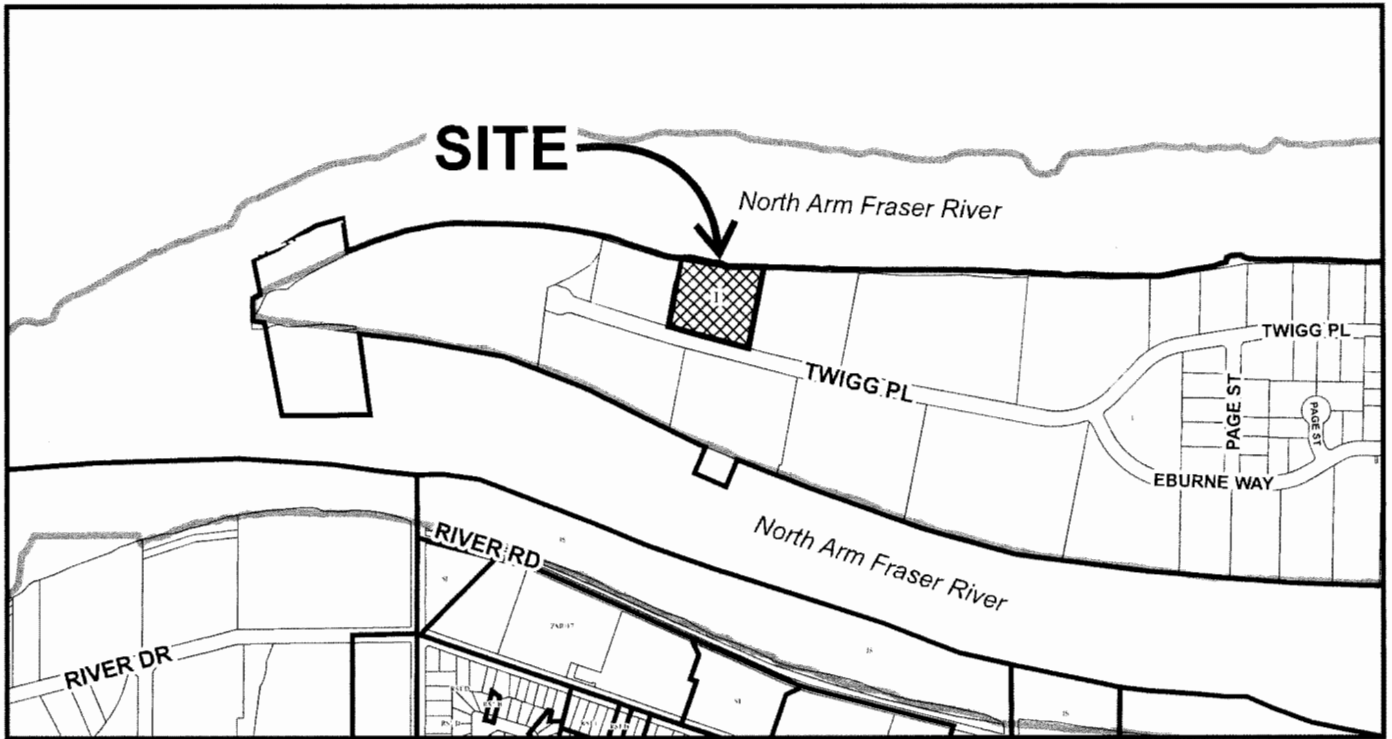 SITE
North Arm Fraser River
I
TWIGG PL
TWIGG PL
PAGE ST
PAGE ST
EBURNE WAY
North Arm Fraser River
RIVER RD
RIVER DR